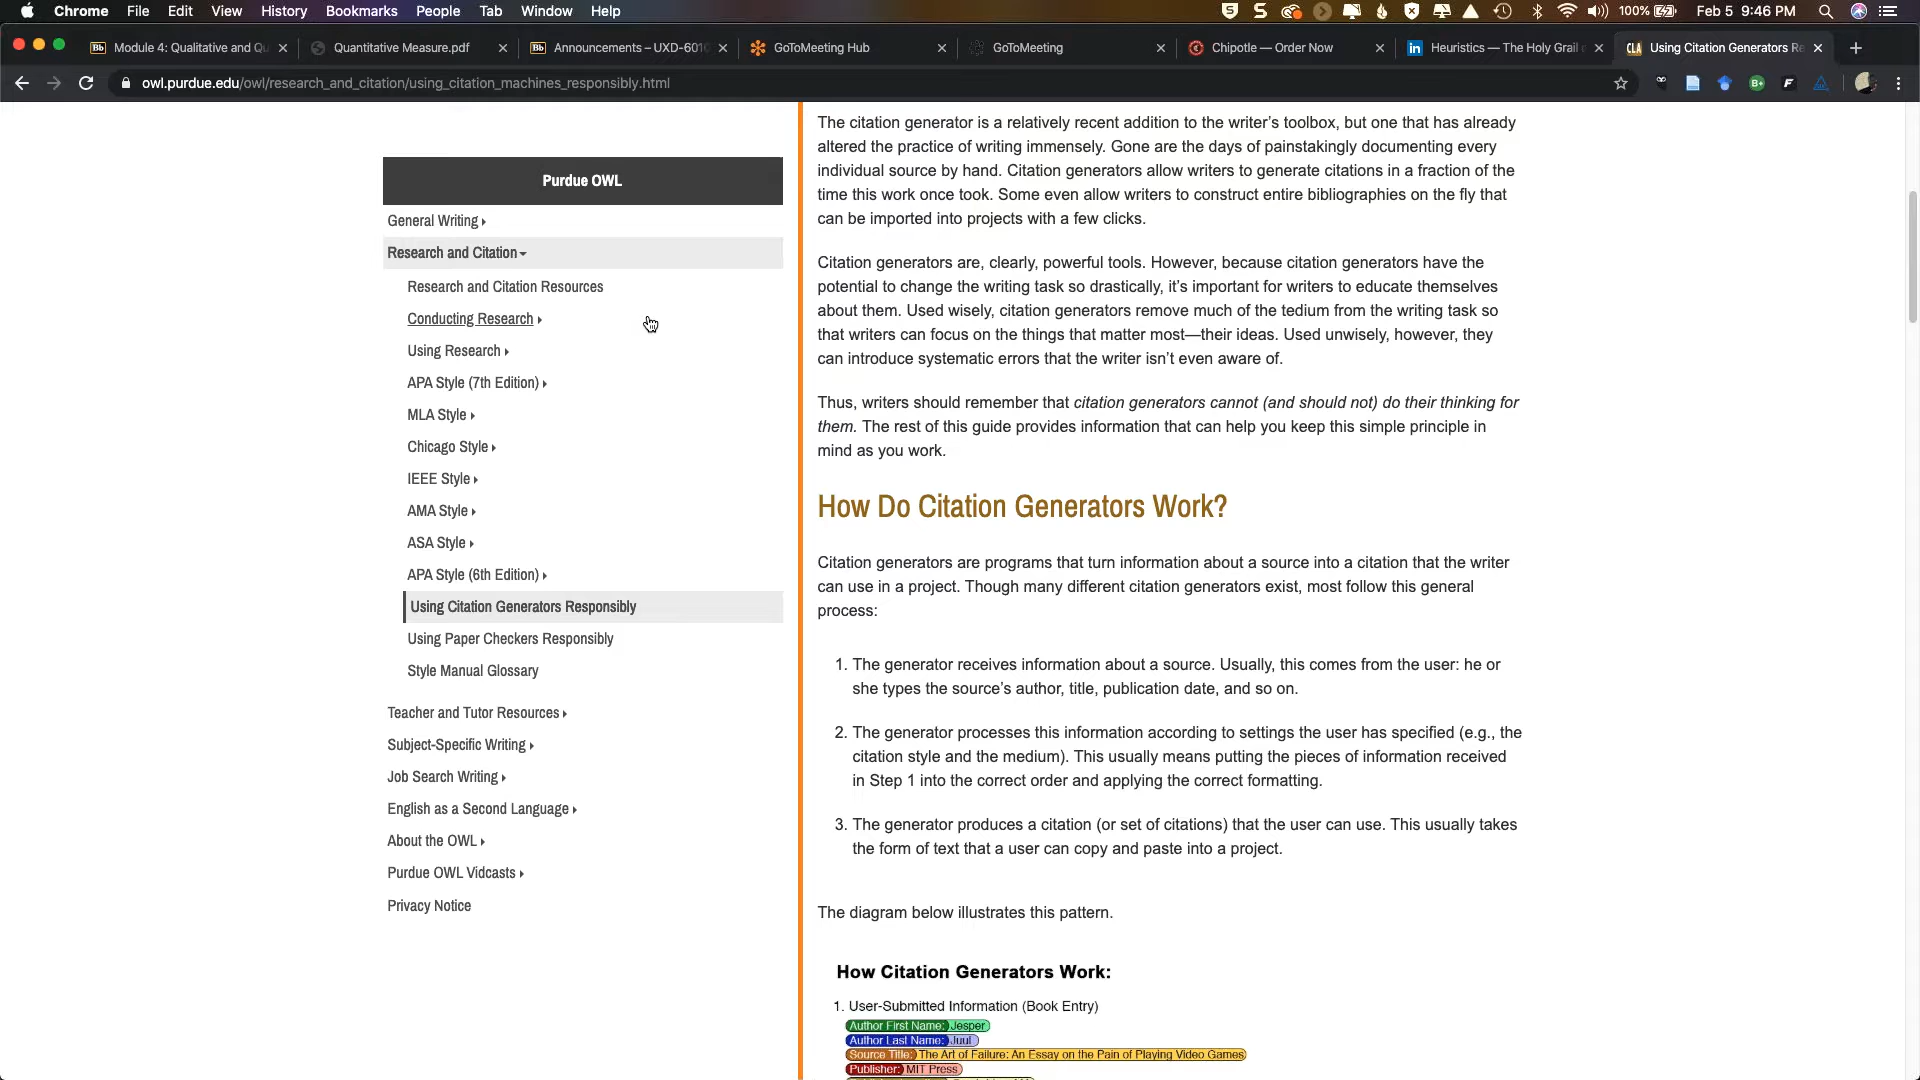 Chrome File Edit View History Bookmarks People Tab Window Help 100% Feb 5 9:46 PM
Module 4: Qualitative and Qu
Quantitative Measure.pdf
Announcements – UXD-6010
GoToMeeting Hub
GoToMeeting
Chipotle — Order Now
Heuristics — The Holy Grail
Using Citation Generators Re
owl.purdue.edu/owl/research_and_citation/using_citation_machines_responsibly.html
Purdue OWL
General Writing
Research and Citation
Research and Citation Resources
Conducting Research
Using Research
APA Style (7th Edition)
MLA Style
Chicago Style
IEEE Style
AMA Style
ASA Style
APA Style (6th Edition)
Using Citation Generators Responsibly
Using Paper Checkers Responsibly
Style Manual Glossary
Teacher and Tutor Resources
Subject-Specific Writing
Job Search Writing
English as a Second Language
About the OWL
Purdue OWL Vidcasts
Privacy Notice
The citation generator is a relatively recent addition to the writer's toolbox, but one that has already
altered the practice of writing immensely. Gone are the days of painstakingly documenting every
individual source by hand. Citation generators allow writers to generate citations in a fraction of the
time this work once took. Some even allow writers to construct entire bibliographies on the fly that
can be imported into projects with a few clicks.
Citation generators are, clearly, powerful tools. However, because citation generators have the
potential to change the writing task so drastically, it's important for writers to educate themselves
about them. Used wisely, citation generators remove much of the tedium from the writing task so
that writers can focus on the things that matter most—their ideas. Used unwisely, however, they
can introduce systematic errors that the writer isn't even aware of.
Thus, writers should remember that citation generators cannot (and should not) do their thinking for
them. The rest of this guide provides information that can help you keep this simple principle in
mind as you work.
How Do Citation Generators Work?
Citation generators are programs that turn information about a source into a citation that the writer
can use in a project. Though many different citation generators exist, most follow this general
process:
1. The generator receives information about a source. Usually, this comes from the user: he or
she types the source's author, title, publication date, and so on.
2. The generator processes this information according to settings the user has specified (e.g., the
citation style and the medium). This usually means putting the pieces of information received
in Step 1 into the correct order and applying the correct formatting.
3. The generator produces a citation (or set of citations) that the user can use. This usually takes
the form of text that a user can copy and paste into a project.
The diagram below illustrates this pattern.
How Citation Generators Work:
1. User-Submitted Information (Book Entry)
Author First Name: Jesper
Author Last Name: Juul
Source Title: The Art of Failure: An Essay on the Pain of Playing Video Games
Publisher: MIT Press